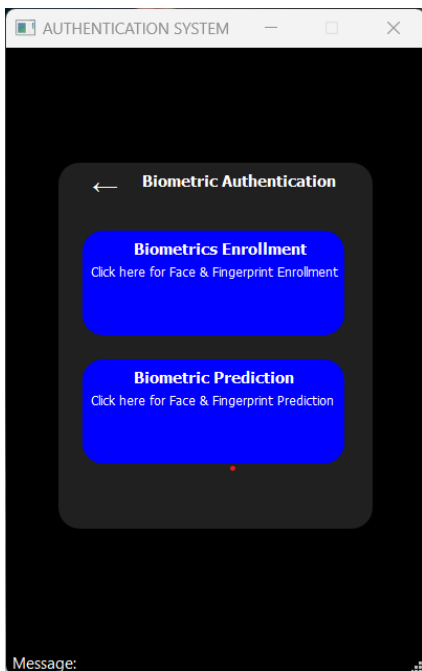 AUTHENTICATION SYSTEM
← Biometric Authentication
Biometrics Enrollment
Click here for Face & Fingerprint Enrollment
Biometric Prediction
Click here for Face & Fingerprint Prediction
Message: